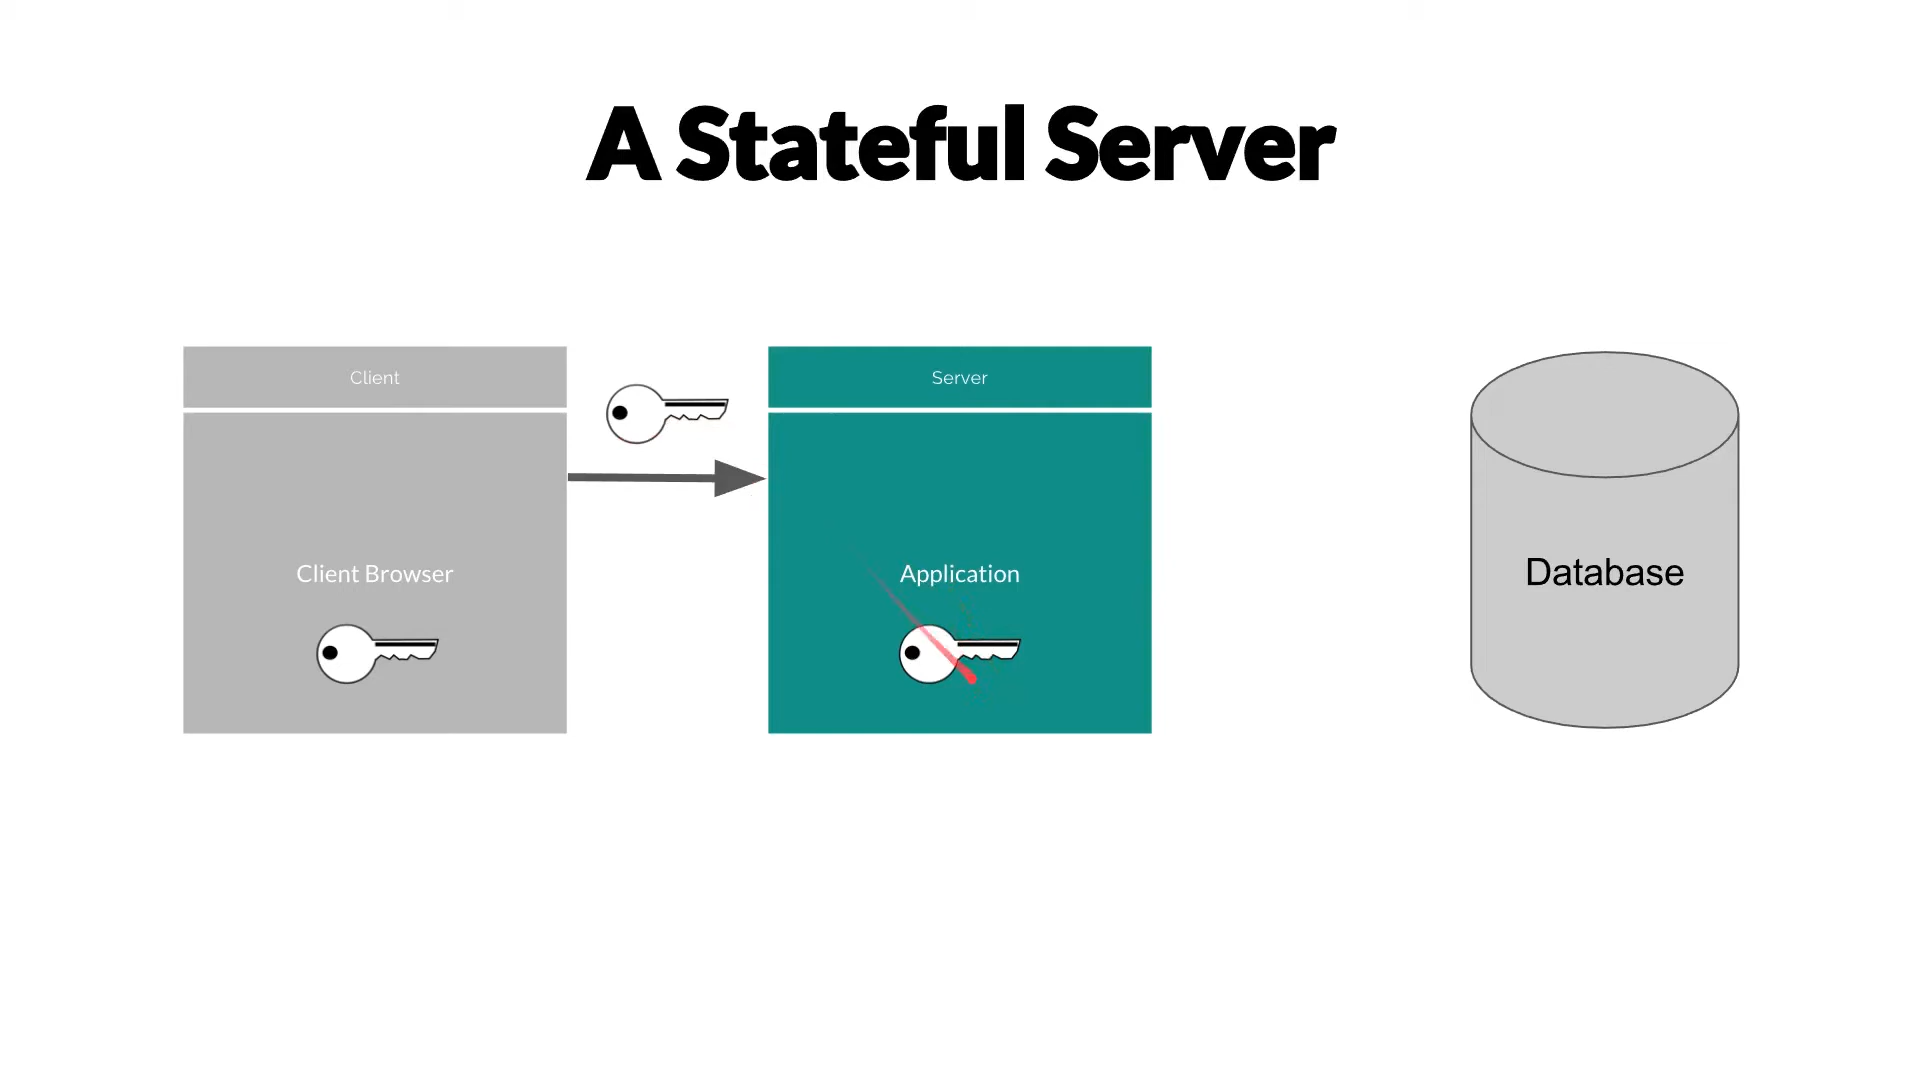 A Stateful Server
Client
Server
Client Browser
Application
Database